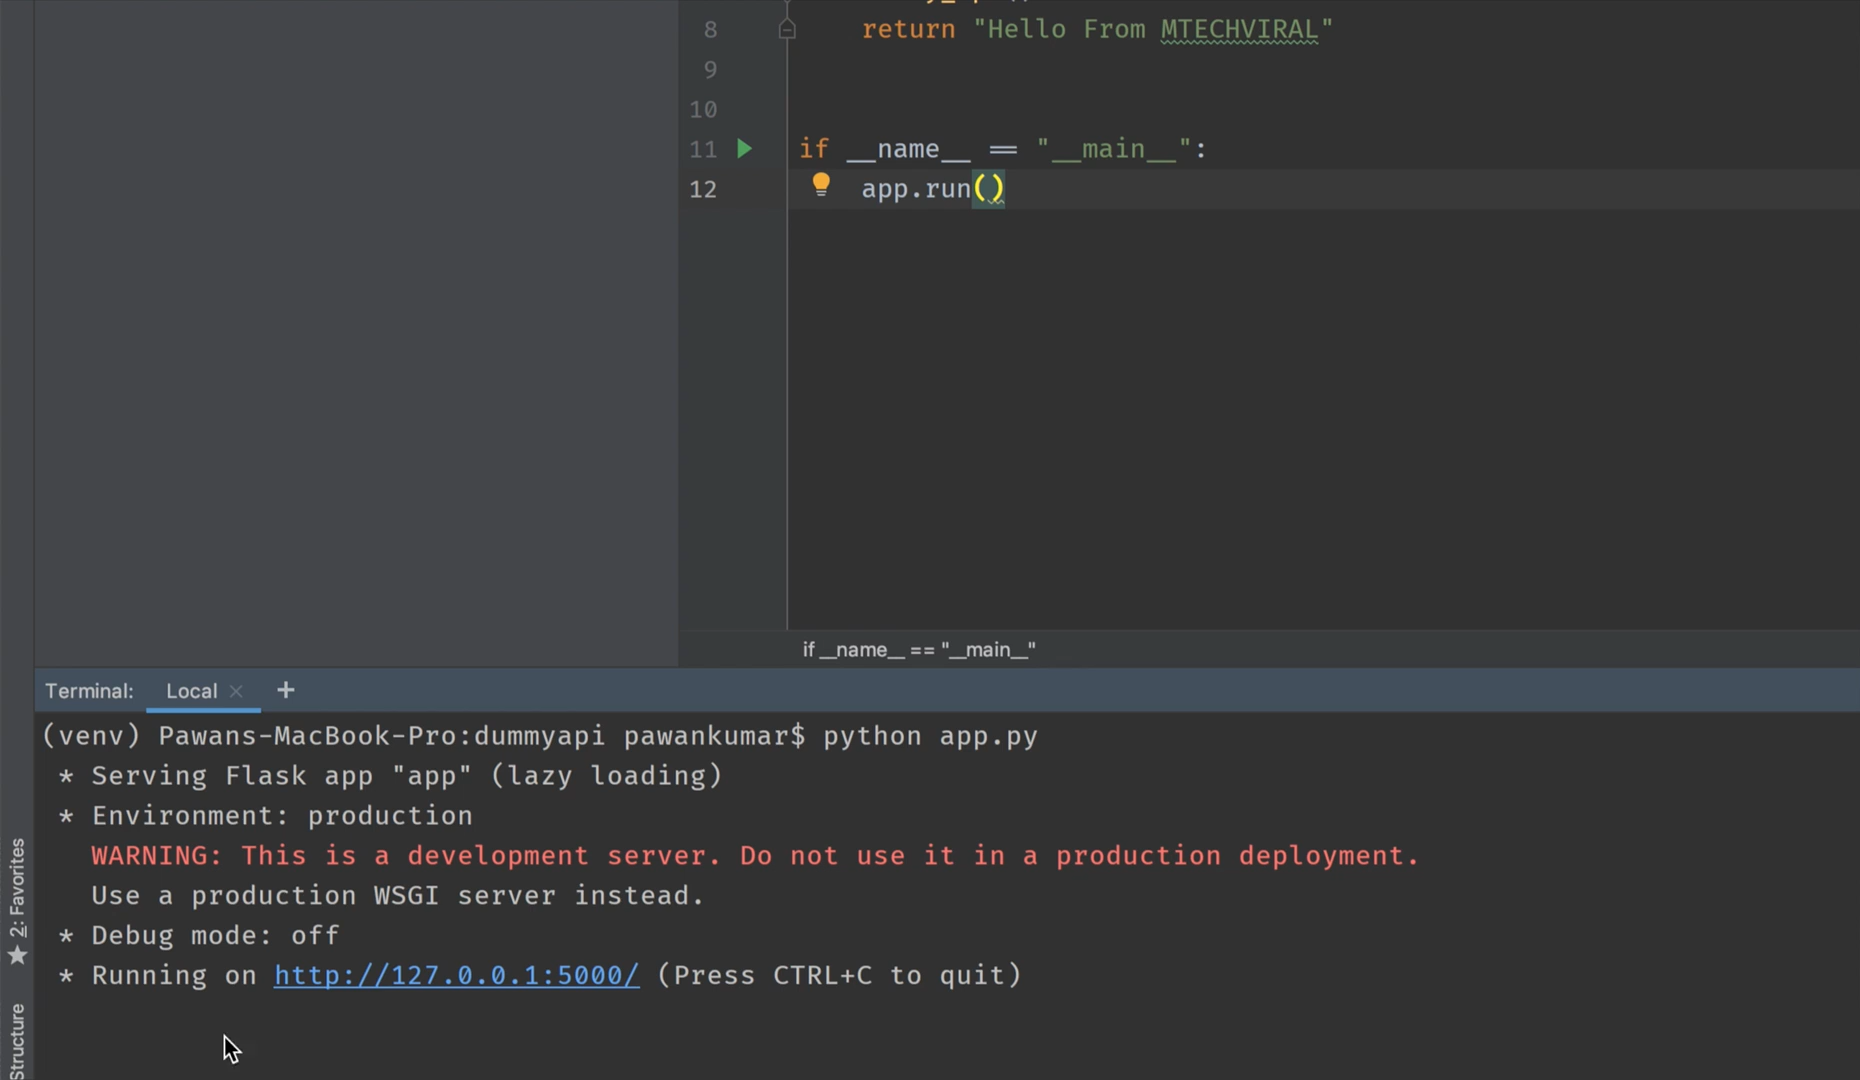 8 return "Hello From MTECHVIRAL"
9
10
11 if __name__ == "__main__":
12 app.run()
if __name__ == "__main__"
Terminal: Local × +
(venv) Pawans-MacBook-Pro:dummyapi pawankumar$ python app.py
* Serving Flask app "app" (lazy loading)
* Environment: production
WARNING: This is a development server. Do not use it in a production deployment.
Use a production WSGI server instead.
* Debug mode: off
* Running on http://127.0.0.1:5000/ (Press CTRL+C to quit)
2: Favorites
Structure